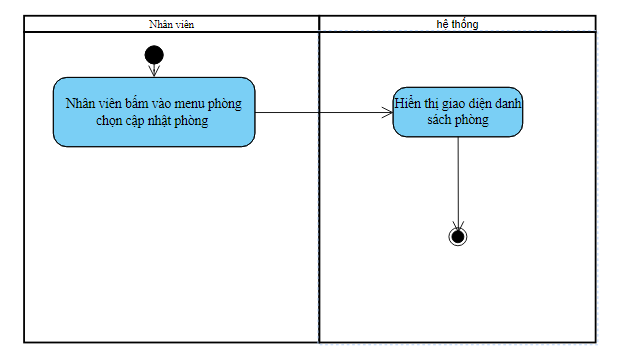 Nhân viên
hệ thống
Nhân viên bấm vào menu phòng
chọn cập nhật phòng
Hiển thị giao diện danh
sách phòng